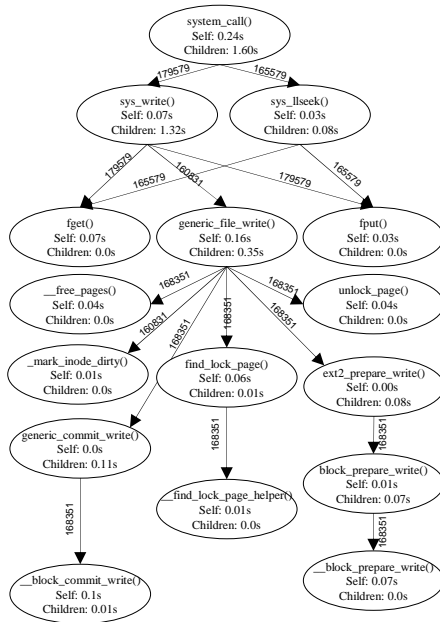 system_call()
Self: 0.24s
Children: 1.60s
179579
165579
sys_write()
Self: 0.07s
Children: 1.32s
sys_llseek()
Self: 0.03s
Children: 0.08s
179579
165579
160831
179579
165579
fget()
Self: 0.07s
Children: 0.0s
generic_file_write()
Self: 0.16s
Children: 0.35s
fput()
Self: 0.03s
Children: 0.0s
168351
160831
168351
168351
168351
168351
__free_pages()
Self: 0.04s
Children: 0.0s
unlock_page()
Self: 0.04s
Children: 0.0s
_mark_inode_dirty()
Self: 0.01s
Children: 0.0s
find_lock_page()
Self: 0.06s
Children: 0.01s
ext2_prepare_write()
Self: 0.00s
Children: 0.08s
generic_commit_write()
Self: 0.0s
Children: 0.11s
168351
168351
168351
__find_lock_page_helper()
Self: 0.01s
Children: 0.0s
block_prepare_write()
Self: 0.01s
Children: 0.07s
168351
__block_commit_write()
Self: 0.1s
Children: 0.01s
__block_prepare_write()
Self: 0.07s
Children: 0.0s